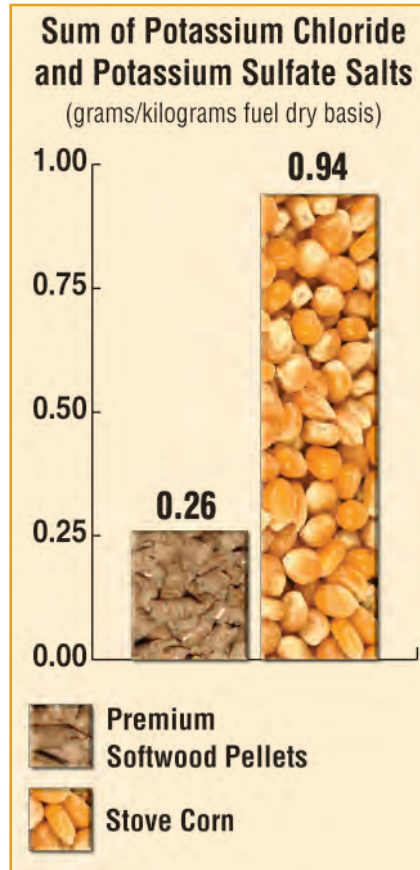 Sum of Potassium Chloride
and Potassium Sulfate Salts
(grams/kilograms fuel dry basis)
1.00
0.94
0.75
0.50
0.26
0.25
0.00
Premium
Softwood Pellets
Stove Corn